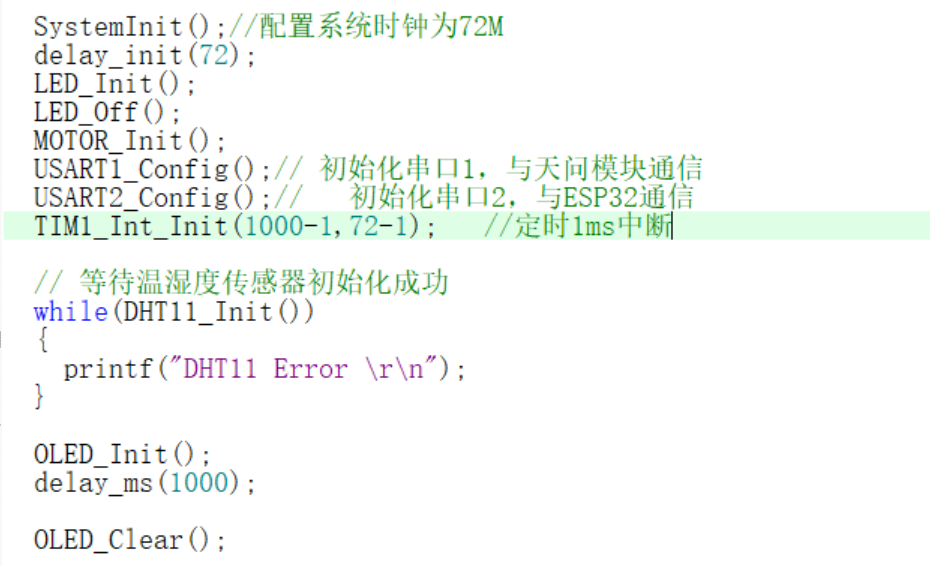 SystemInit();//配置系统时钟为72M
delay_init(72);
LED_Init();
LED_Off();
MOTOR_Init();
USART1_Config();// 初始化串口1，与天问模块通信
USART2_Config();//   初始化串口2，与ESP32通信
TIM1_Int_Init(1000-1,72-1);   //定时1ms中断
// 等待温湿度传感器初始化成功
while(DHT11_Init())
{
  printf("DHT11 Error \r\n");
}
OLED_Init();
delay_ms(1000);
OLED_Clear();